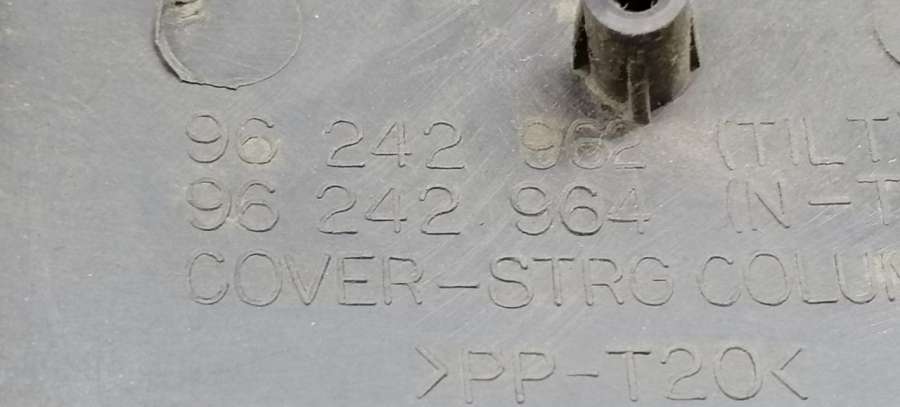 96 242 962 (TILT)
96 242 964 (N-T
COVER-STRG COLUM
>PP-T20<